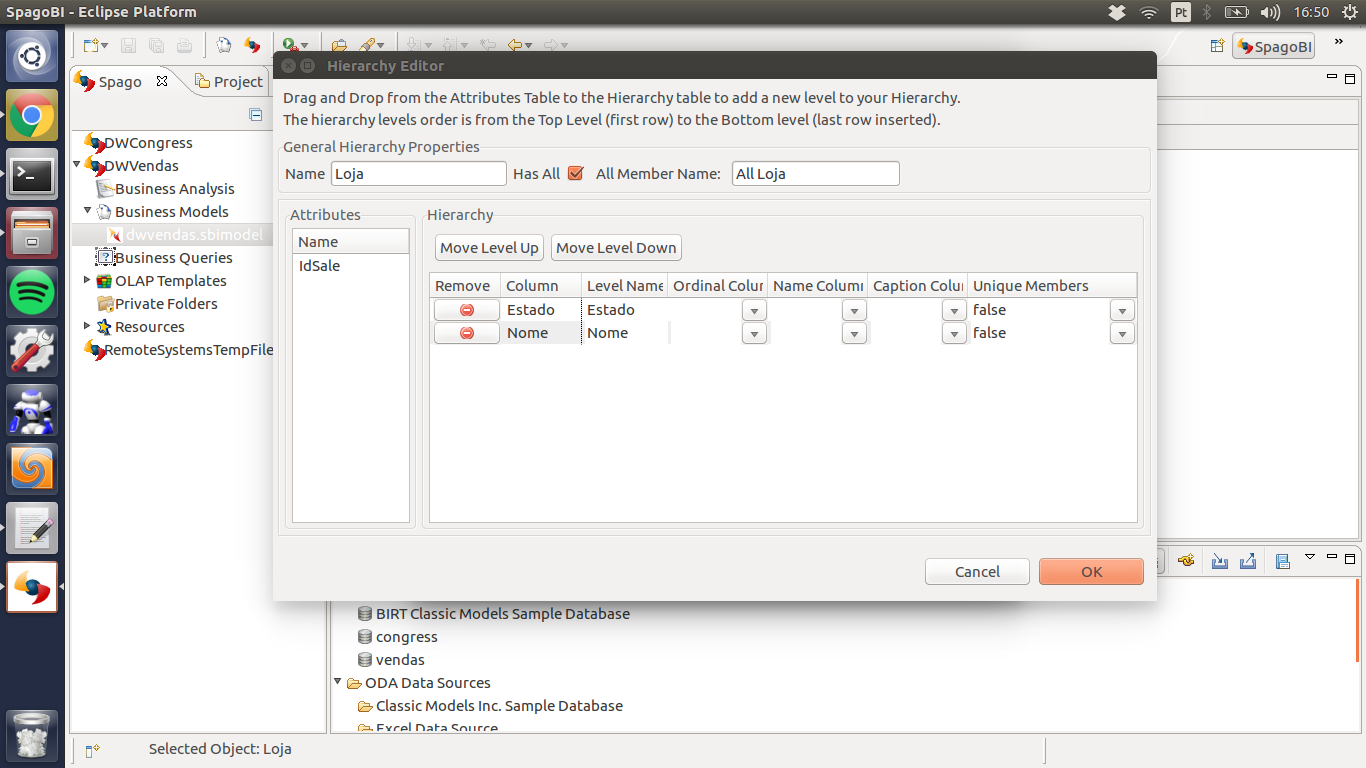 SpagoBI - Eclipse Platform
Pt
16:50
SpagoBI
Spago
Project
DWCongress
DWVendas
Business Analysis
Business Models
dwvendas.sbimodel
Business Queries
OLAP Templates
Private Folders
Resources
RemoteSystemsTempFile
Hierarchy Editor
Drag and Drop from the Attributes Table to the Hierarchy table to add a new level to your Hierarchy.
The hierarchy levels order is from the Top Level (first row) to the Bottom level (last row inserted).
General Hierarchy Properties
Name Loja Has All All Member Name: All Loja
Attributes
Name
IdSale
Hierarchy
Move Level Up Move Level Down
Remove Column Level Name Ordinal Colur Name Column Caption Colu Unique Members
Estado Estado false
Nome Nome false
Cancel OK
BIRT Classic Models Sample Database
congress
vendas
ODA Data Sources
Classic Models Inc. Sample Database
Excel Data Source
Selected Object: Loja